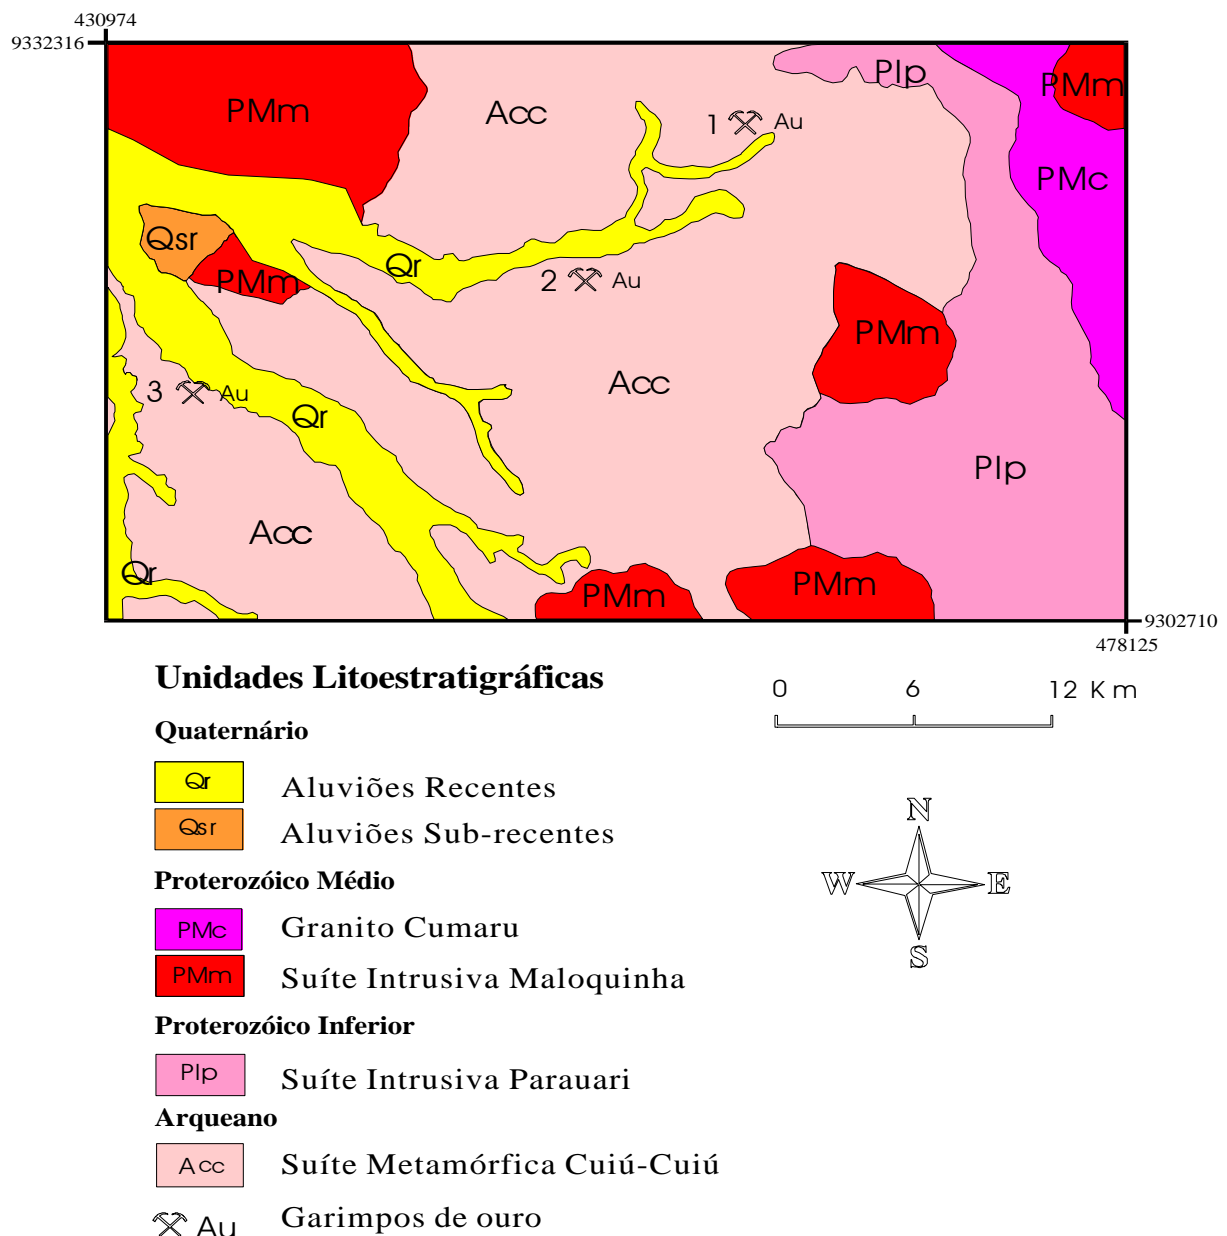 430974
9332316
PMm
Acc
PIp
PMm
1 Au
PMc
Qsr
PMm
Qr
2 Au
PMm
3 Au
Qr
Acc
PIp
Acc
Qr
PMm
PMm
9302710
478125
Unidades Litoestratigráficas
0 6 12 Km
Quaternário
Qr Aluviões Recentes
Qsr Aluviões Sub-recentes
N
W E
S
Proterozóico Médio
PMc Granito Cumaru
PMm Suíte Intrusiva Maloquinha
Proterozóico Inferior
PIp Suíte Intrusiva Parauari
Arqueano
Acc Suíte Metamórfica Cuiú-Cuiú
Au Garimpos de ouro